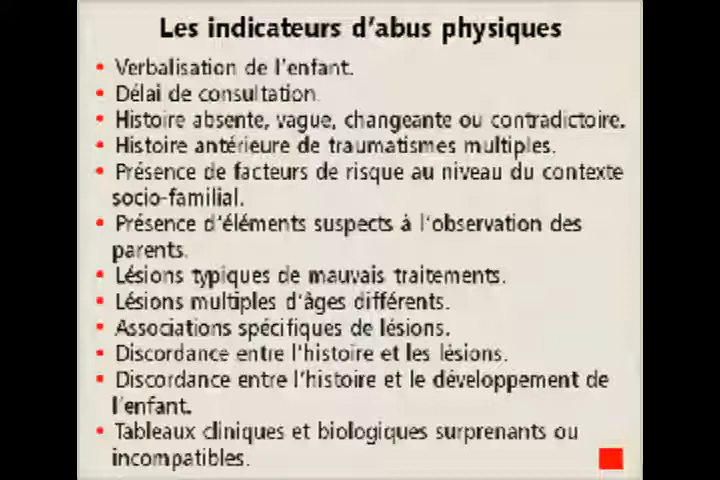 Les indicateurs d'abus physiques
• Verbalisation de l'enfant.
• Délai de consultation
• Histoire absente, vague, changeante ou contradictoire.
• Histoire antérieure de traumatismes multiples.
• Présence de facteurs de risque au niveau du contexte
socio-familial.
• Présence d'éléments suspects à l'observation des
parents.
• Lésions typiques de mauvais traitements.
• Lésions multiples d'âges différents.
• Associations spécifiques de lésions.
• Discordance entre l'histoire et les lésions.
• Discordance entre l'histoire et le développement de
l'enfant.
• Tableaux cliniques et biologiques surprenants ou
incompatibles.